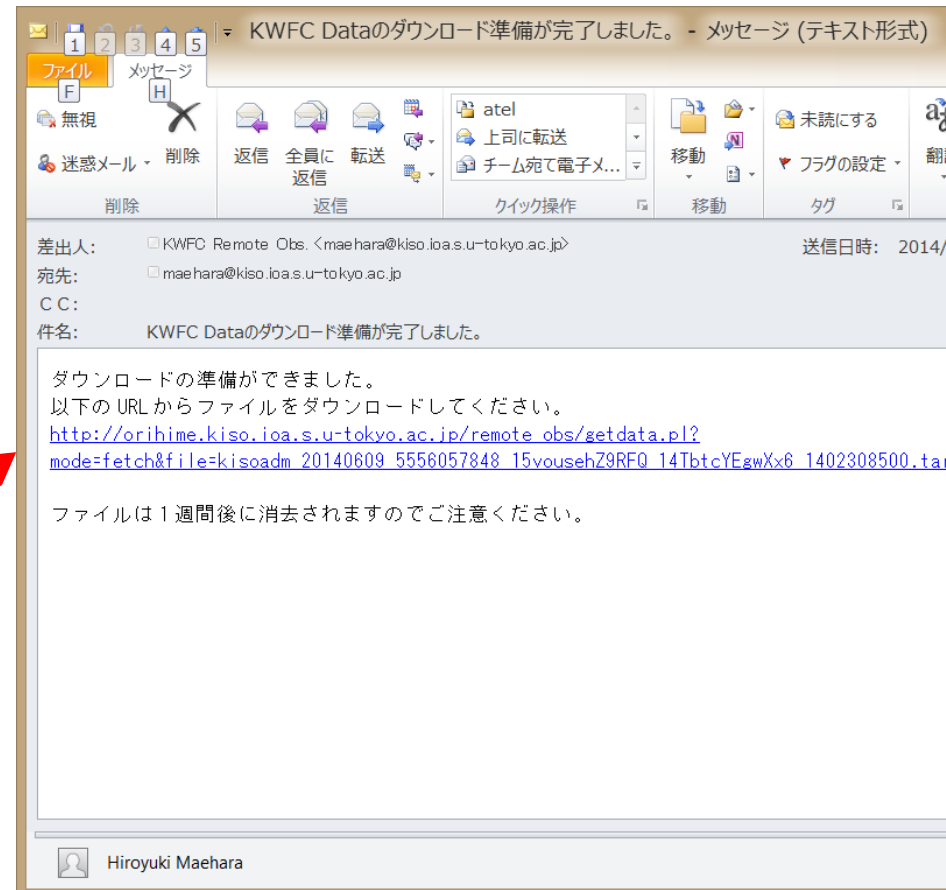 KWFC Dataのダウンロード準備が完了しました。 - メッセージ (テキスト形式)
1 2 3 4 5
ファイル メッセージ
F H
無視
迷惑メール
削除
返信 全員に返信 転送
atel
上司に転送
チーム宛て電子メ...
移動
未読にする
フラグの設定
削除 返信 クイック操作 移動 タグ
差出人: KWFC Remote Obs. <maehara@kiso.ioa.s.u-tokyo.ac.jp> 送信日時: 2014/
宛先: maehara@kiso.ioa.s.u-tokyo.ac.jp
CC:
件名: KWFC Dataのダウンロード準備が完了しました。
ダウンロードの準備ができました。
以下の URL からファイルをダウンロードしてください。
http://orihime.kiso.ioa.s.u-tokyo.ac.jp/remote_obs/getdata.pl?
mode=fetch&file=kisoadm_20140609_5556057848_15vousehZ9RFQ_14TbtcYEgwXx6_1402308500.tar
ファイルは１週間後に消去されますのでご注意ください。
Hiroyuki Maehara